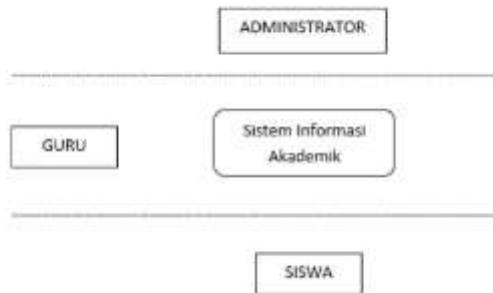 ADMINISTRATOR
GURU
Sistem Informasi
Akademik
SISWA